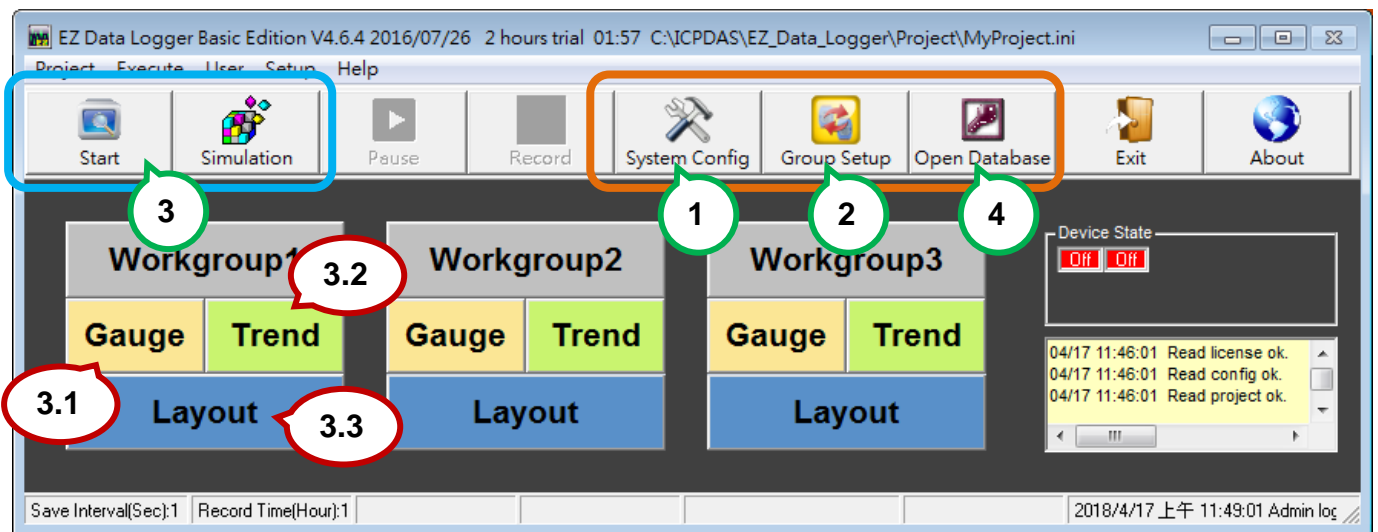 EZ Data Logger Basic Edition V4.6.4 2016/07/26 2 hours trial 01:57 C:\ICPDAS\EZ_Data_Logger\Project\MyProject.ini
Project Execute User Setup Help
Start Simulation Pause Record System Config Group Setup Open Database Exit About
3 1 2 4
Workgroup1 Workgroup2 Workgroup3
3.2
Gauge Trend Gauge Trend Gauge Trend
3.1
Layout Layout Layout
3.3
Device State
Off Off
04/17 11:46:01 Read license ok.
04/17 11:46:01 Read config ok.
04/17 11:46:01 Read project ok.
Save Interval(Sec):1 Record Time(Hour):1 2018/4/17 上午 11:49:01 Admin log